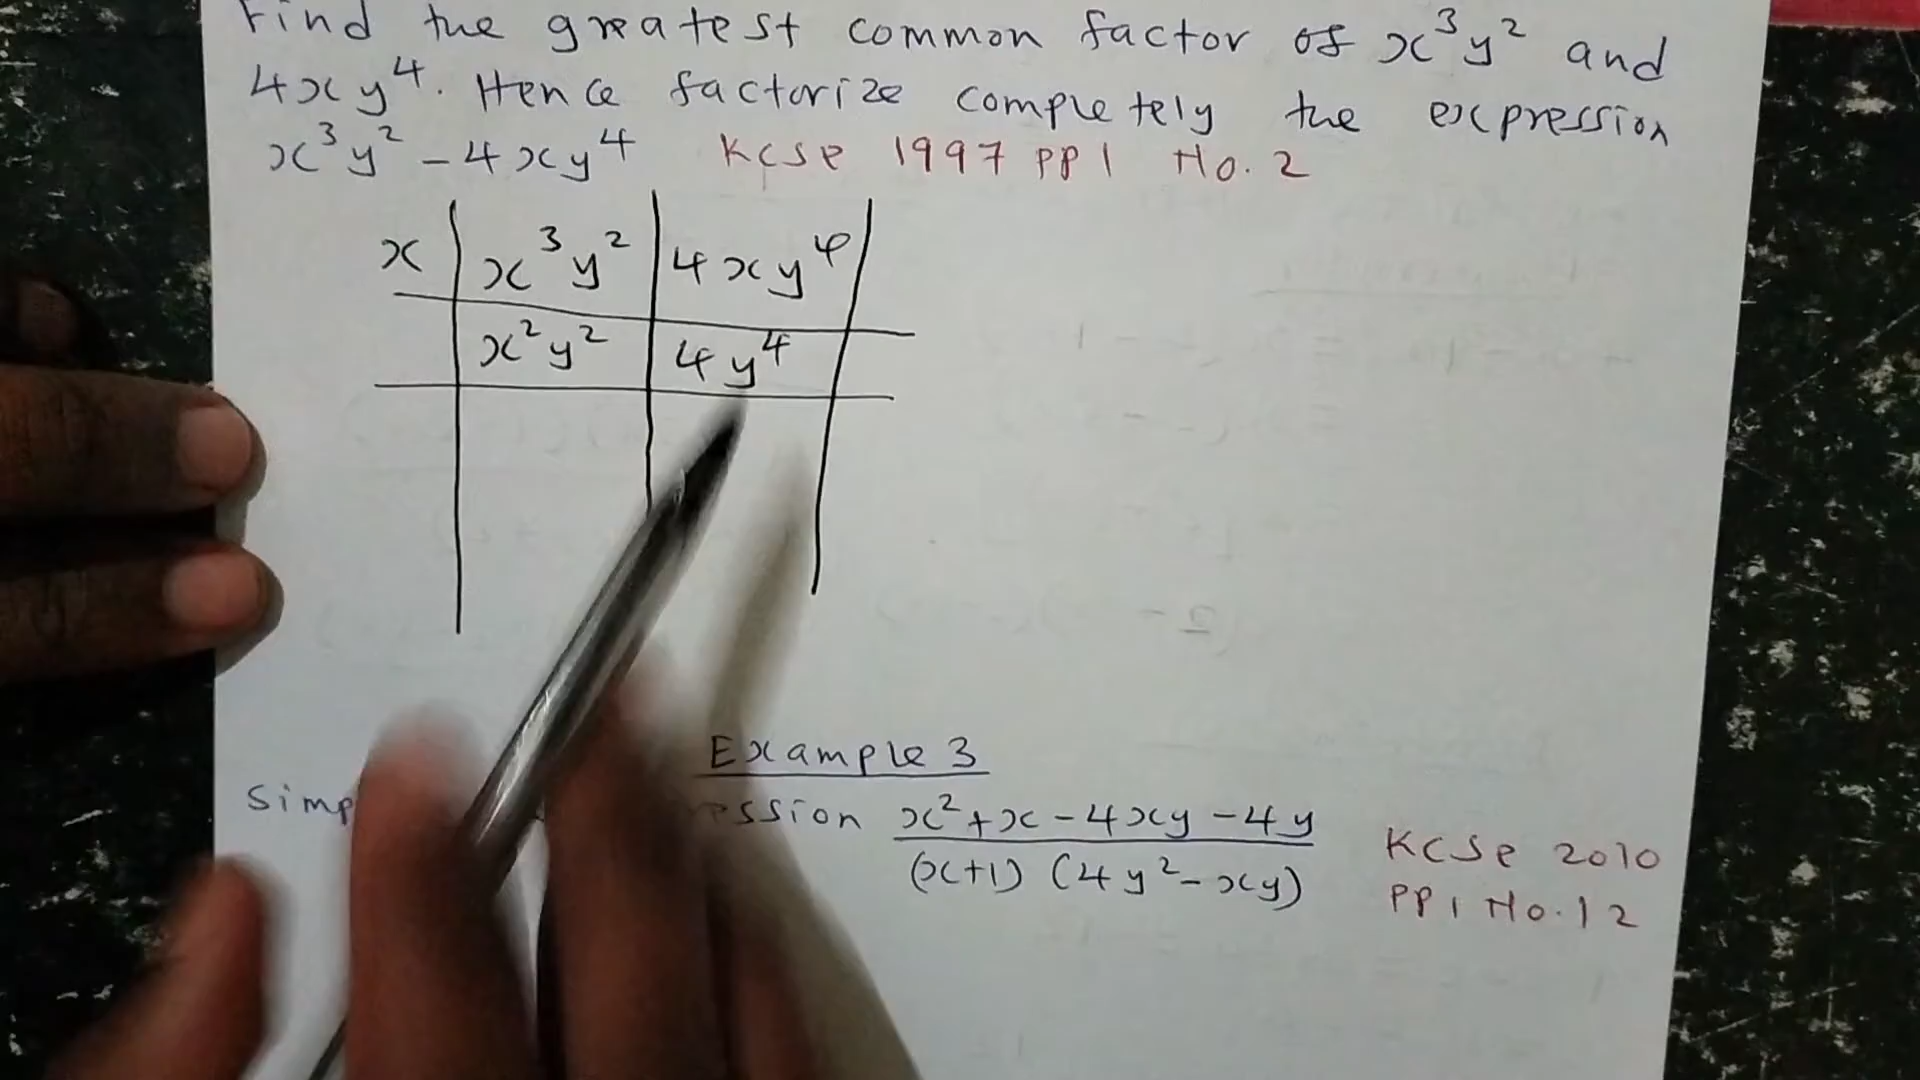 Find the greatest common factor of x³y² and
4xy⁴. Hence factorize completely the expression
x³y² - 4xy⁴ KCSE 1997 PP1 No. 2
x x³y² 4xy⁴
x²y² 4y⁴
Example 3
x² + x - 4xy - 4y
(x+1) (4y² - xy)
KCSE 2010
PP1 No. 12